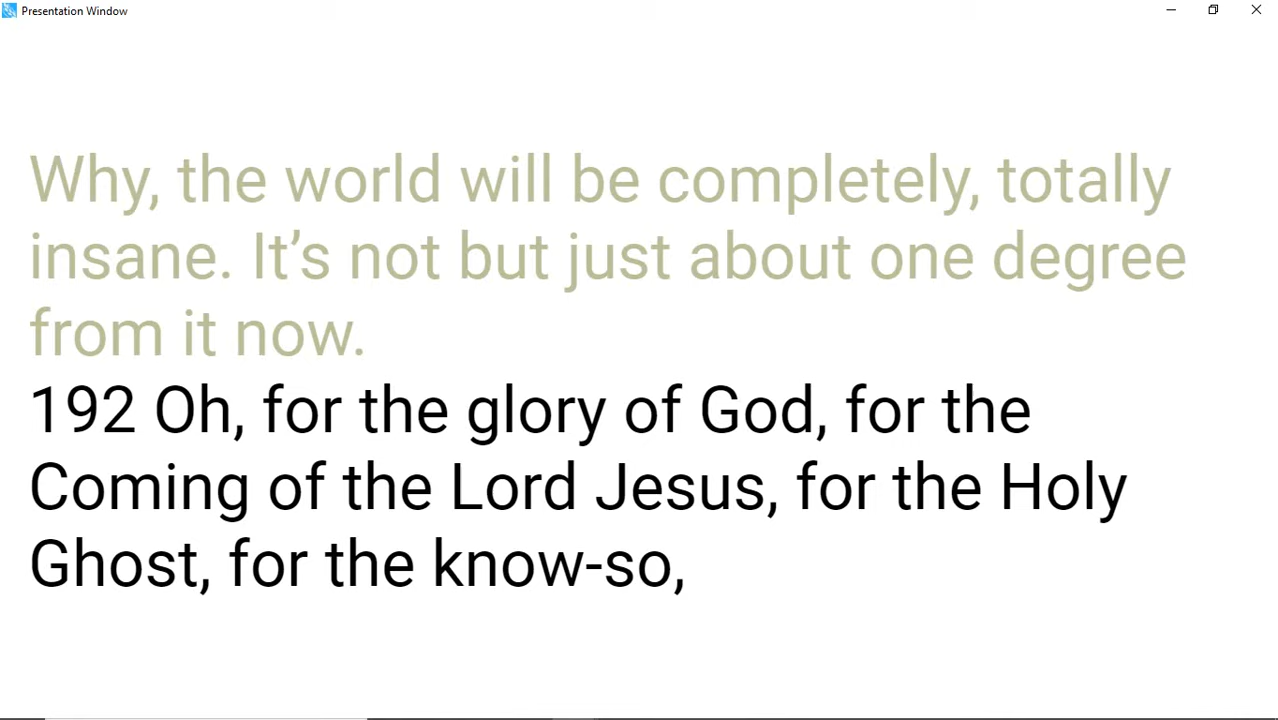 Presentation Window
Why, the world will be completely, totally
insane. It’s not but just about one degree
from it now.
192 Oh, for the glory of God, for the
Coming of the Lord Jesus, for the Holy
Ghost, for the know-so,